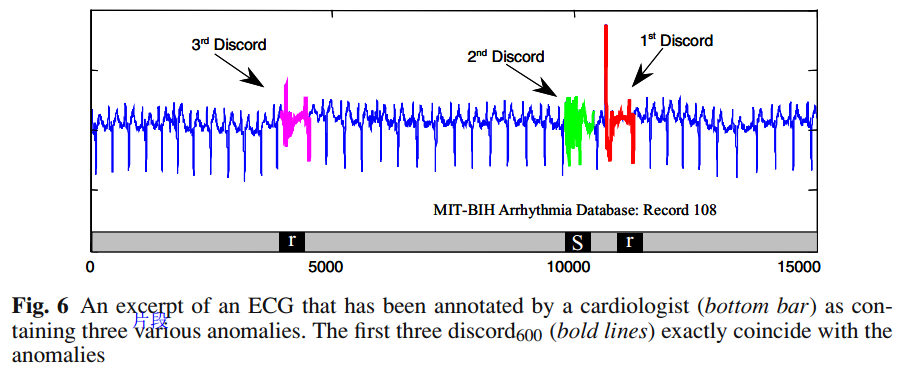 3rd Discord
2nd Discord
1st Discord
MIT-BIH Arrhythmia Database: Record 108
r
S
r
0
5000
10000
15000
Fig. 6 An excerpt of an ECG that has been annotated by a cardiologist (bottom bar) as con-
taining three various anomalies. The first three discord600 (bold lines) exactly coincide with the
片段
anomalies